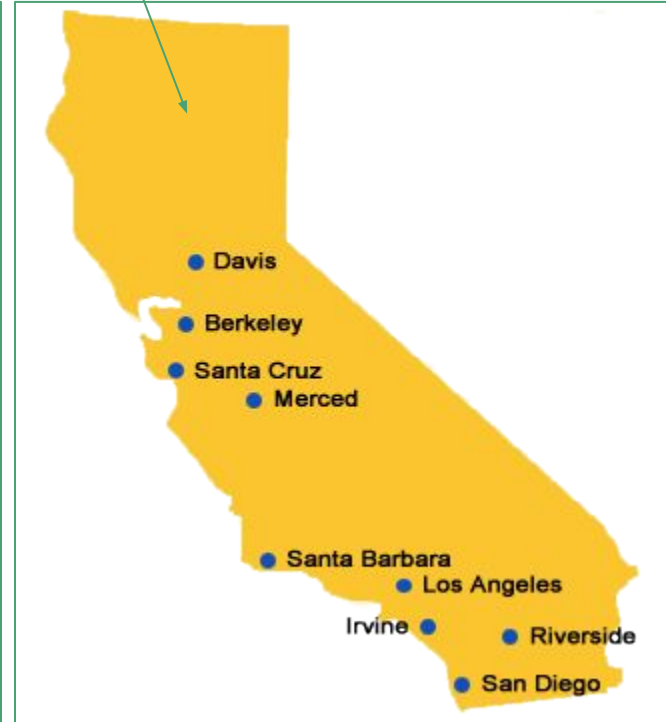 Davis
Berkeley
Santa Cruz
Merced
Santa Barbara
Los Angeles
Irvine
Riverside
San Diego